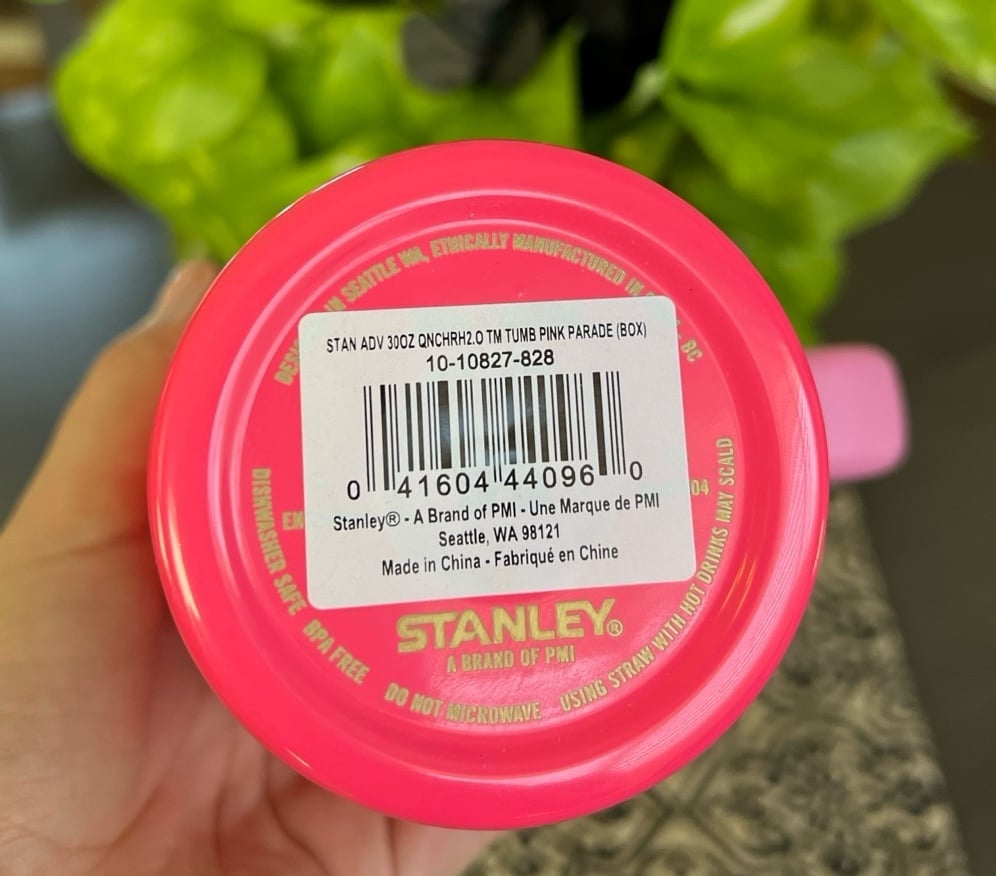 IN SEATTLE WA, ETHICALLY MANUFACTURED IN
STAN ADV 30OZ QNCHRH2.O TM TUMB PINK PARADE (BOX)
10-10827-828
0 41604 44096 0
Stanley® - A Brand of PMI - Une Marque de PMI
Seattle, WA 98121
Made in China - Fabriqué en Chine
04
STANLEY®
A BRAND OF PMI
DISHWASHER SAFE BPA FREE DO NOT MICROWAVE USING STRAW WITH HOT DRINKS MAY SCALD